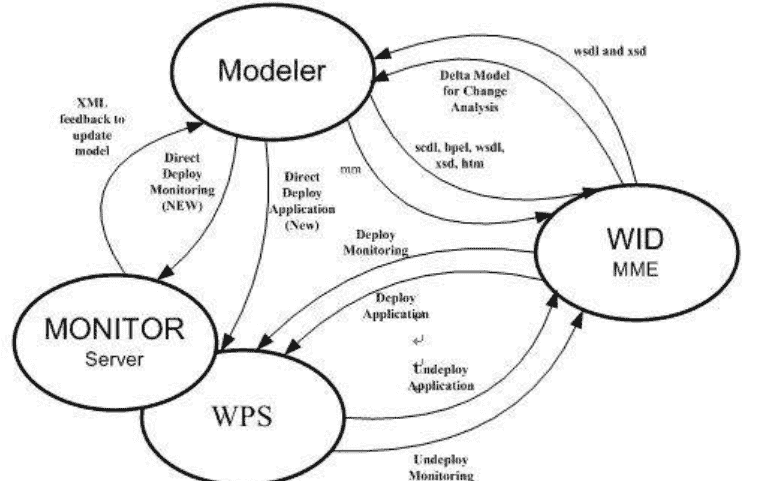 Modeler
wsdl and xsd
Delta Model
for Change
Analysis
XML
feedback to
update
model
scdl, bpel, wsdl,
xsd, htm
Direct
Deploy
Monitoring
(NEW)
Direct
Deploy
Application
(New)
mm
WID
MME
Deploy
Monitoring
Deploy
Application
MONITOR
Server
Undeploy
Application
WPS
Undeploy
Monitoring